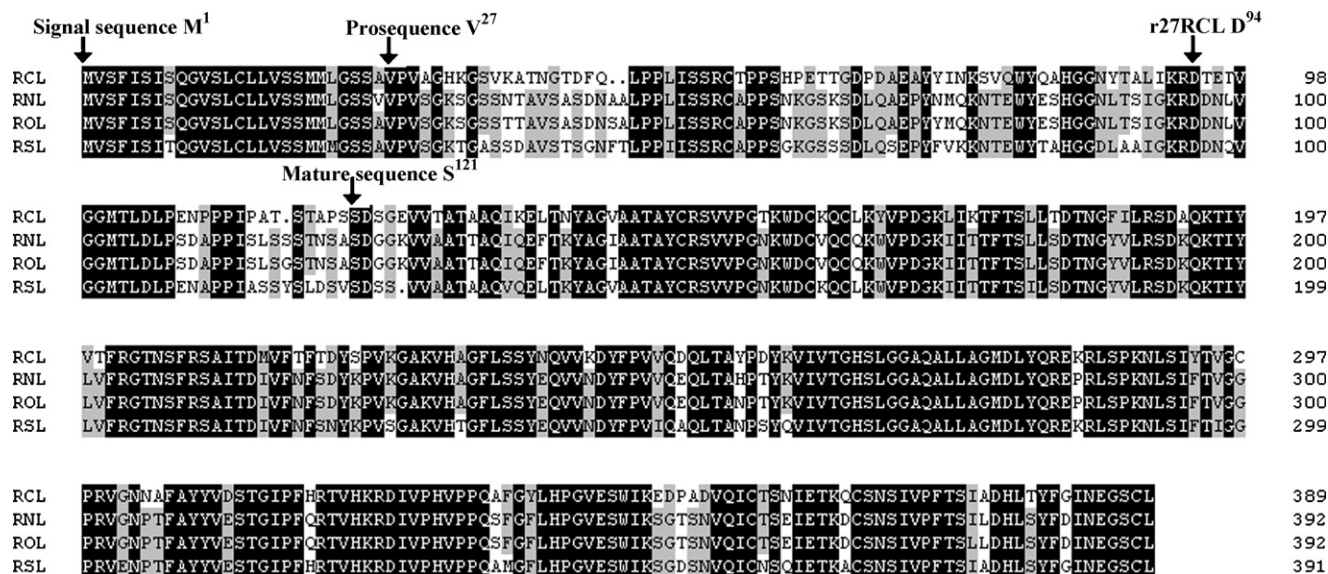 Signal sequence M1 Prosequence V27 r27RCL D94
RCL MVSFISISQGVSLCLLVSSMMLGSSAVPVAGHKGSVKATNGTDFQ..LPPLISSRCTPPSHPETTGDPDAEAYYINKSVQWYQAHGGNYTALIKRDTETV 98
RNL MVSFISISQGVSLCLLVSSMMLGSSVVPVSGKSGSSNTAVSASDNAALPPLISSRCAPPSNKGSKSDLQAEPYNMQKNTEWYESHGGNLTSIGKRDDNLV 100
ROL MVSFISISQGVSLCLLVSSMMLGSSAVPVSGKSGSSTTAVSASDNSALPPLISSRCAPPSNKGSKSDLQAEPYYMQKNTEWYESHGGNLTSIGKRDDNLV 100
RSL MVSFISITQGVSLCLLVSSMMLGSSAVPVSGKTGASSDAVSTSGNFTLPPLISSRCAPPSGKGSSSDLQSEPYFVKKNTEWYTAHGGDLAAIGKRDDNQV 100
Mature sequence S121
RCL GGMTLDLPENPPPIPAT.STAPSSDSGEVVTATAAQIKELTNYAGVAATAYCRSVVPGTKWDCKQCLKYVPDGKLIKTFTSLLTDTNGFILRSDAQKTIY 197
RNL GGMTLDLPSDAPPISLSSSTNSASDGGKVVAATTAQIQEFTKYAGIAATAYCRSVVPGNKWDCVQCQKWVPDGKIITTFTSLLSDTNGYVLRSDKQKTIY 200
ROL GGMTLDLPSDAPPISLSGSTNSASDGGKVVAATTAQIQEFTKYAGIAATAYCRSVVPGNKWDCVQCQKWVPDGKIITTFTSLLSDTNGYVLRSDKQKTIY 200
RSL GGMTLDLPSDAPPIASSYSLDSVSDSS.VVAATAAQVQELTKYAGVAATAYCRSVVPGNKWDCKQCLKWVPDGKIITTFTSILSDTNGYVLRSDKQKTIY 199
RCL VTFRGTNSFRSAITDMVFTFTDYSPVKGAKVHAGFLSSYNQVVKDYFPVVQDQLTAYPDYKVIVTGHSLGGAQALLAGMDLYQREKRLSPKNLSIYTVGC 297
RNL LVFRGTNSFRSAITDIVFNFSDYKPVKGAKVHAGFLSSYEQVVNDYFPVVQEQLTAHPTYKVIVTGHSLGGAQALLAGMDLYQREPRLSPKNLSIFTVGG 300
ROL LVFRGTNSFRSAITDIVFNFSDYKPVKGAKVHAGFLSSYEQVVNDYFPVVQEQLTANPTYKVIVTGHSLGGAQALLAGMDLYQREPRLSPKNLSIFTVGG 300
RSL LVFRGTNSFRSAITDIVFNFSNYKPVSGAKVHTGFLSSYEQVVNDYFPVIQAQLTANPSYQVIVTGHSLGGAQALLAGMDLYQREKRLSPKNLSIFTIGG 299
RCL PRVGNNAFAYYVDSTGIPFHRTVHKRDIVPHVPPQAFGYLHPGVESWIKEDPADVQICTSNIETKQCSNSIVPFTSIADHLTYFGINEGSCL 389
RNL PRVGNPTFAYYVESTGIPFQRTVHKRDIVPHVPPQSFGFLHPGVESWIKSGTSNVQICTSEIETKDCSNSIVPFTSILDHLSYFDINEGSCL 392
ROL PRVGNPTFAYYVESTGIPFQRTVHKRDIVPHVPPQSFGFLHPGVESWIKSGTSNVQICTSEIETKDCSNSIVPFTSILDHLSYFDINEGSCL 392
RSL PRVENPTFAYYVESTGIPFHRTVHKRDIVPHVPPQAMGFLHPGVESWIKSGDSNVQICNSQIETKACSNSIVPFTSIADHLTYFGINEGSCL 391